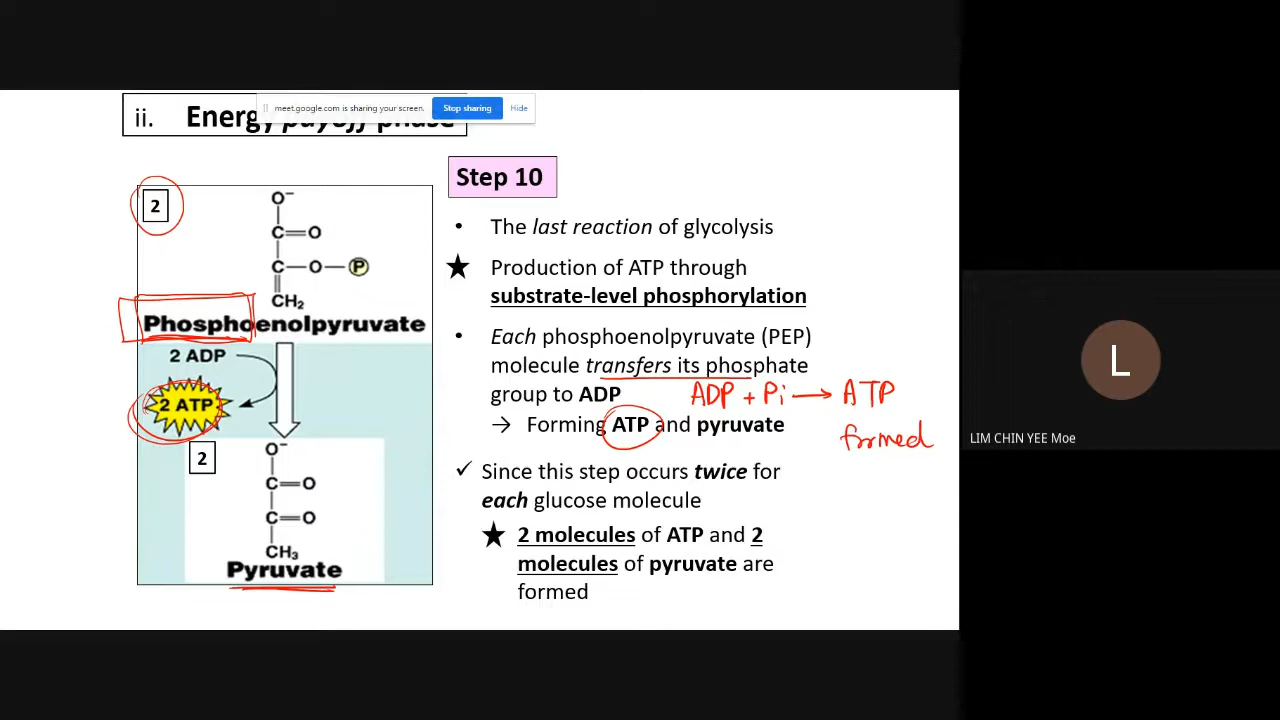 ii. Energy payoff phase
meet.google.com is sharing your screen. Stop sharing Hide
Step 10
2
O⁻
C=O
C—O—P
CH₂
Phosphoenolpyruvate
2 ADP
2 ATP
2
O⁻
C=O
C=O
CH₃
Pyruvate
• The last reaction of glycolysis
★ Production of ATP through
substrate-level phosphorylation
• Each phosphoenolpyruvate (PEP)
molecule transfers its phosphate
group to ADP
ADP + Pi → ATP
formed
→ Forming ATP and pyruvate
✓ Since this step occurs twice for
each glucose molecule
★ 2 molecules of ATP and 2
molecules of pyruvate are
formed
L
LIM CHIN YEE Moe